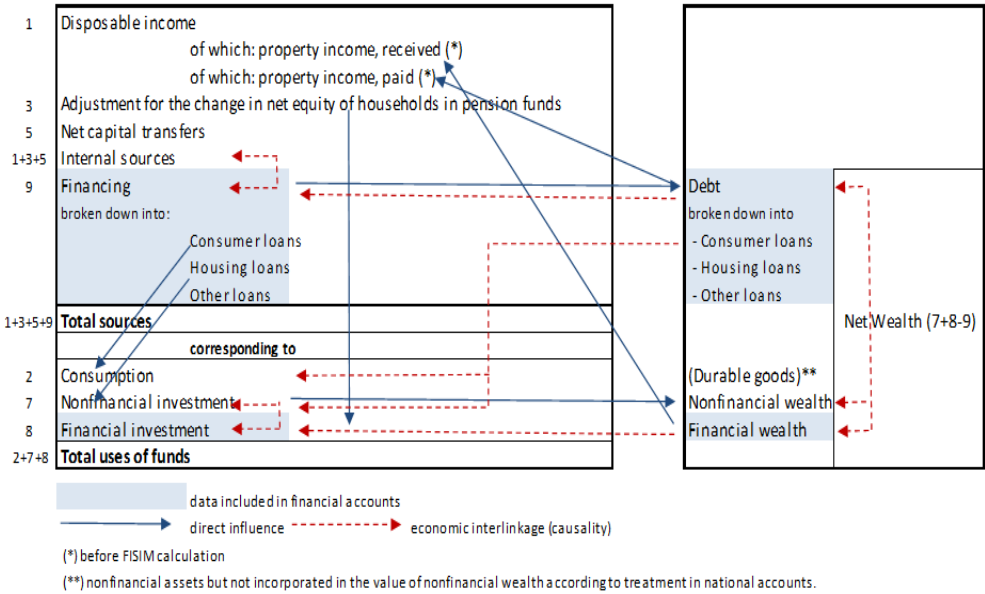 1 Disposable income
of which: property income, received (*)
of which: property income, paid (*)
3 Adjustment for the change in net equity of households in pension funds
5 Net capital transfers
1+3+5 Internal sources
9 Financing Debt
broken down into: broken down into
Consumer loans - Consumer loans
Housing loans - Housing loans
Other loans - Other loans
1+3+5+9 Total sources Net Wealth (7+8-9)
corresponding to
2 Consumption (Durable goods)**
7 Nonfinancial investment Nonfinancial wealth
8 Financial investment Financial wealth
2+7+8 Total uses of funds
data included in financial accounts
direct influence economic interlinkage (causality)
(*) before FISIM calculation
(**) nonfinancial assets but not incorporated in the value of nonfinancial wealth according to treatment in national accounts.